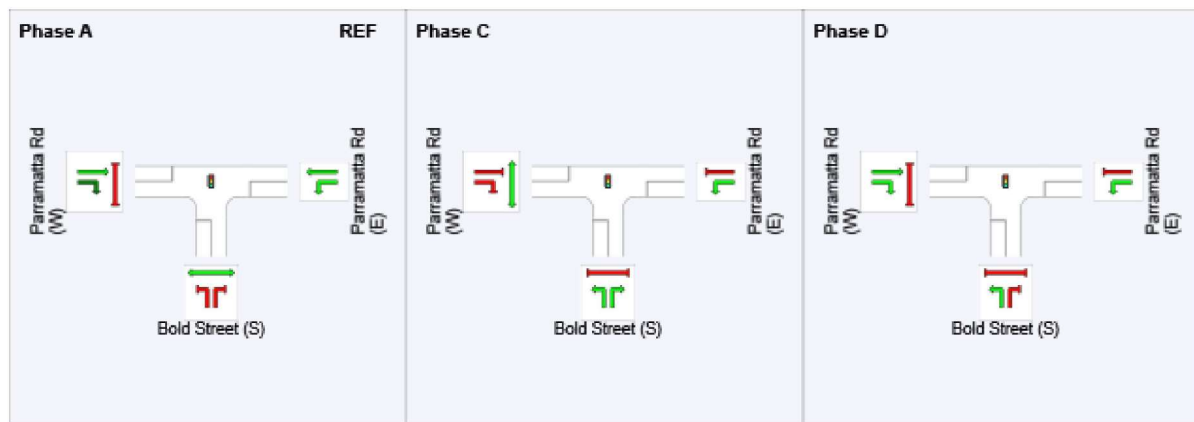 Phase A
REF
Parramatta Rd
(W)
Parramatta Rd
(E)
Bold Street (S)
Phase C
Parramatta Rd
(W)
Parramatta Rd
(E)
Bold Street (S)
Phase D
Parramatta Rd
(W)
Parramatta Rd
(E)
Bold Street (S)